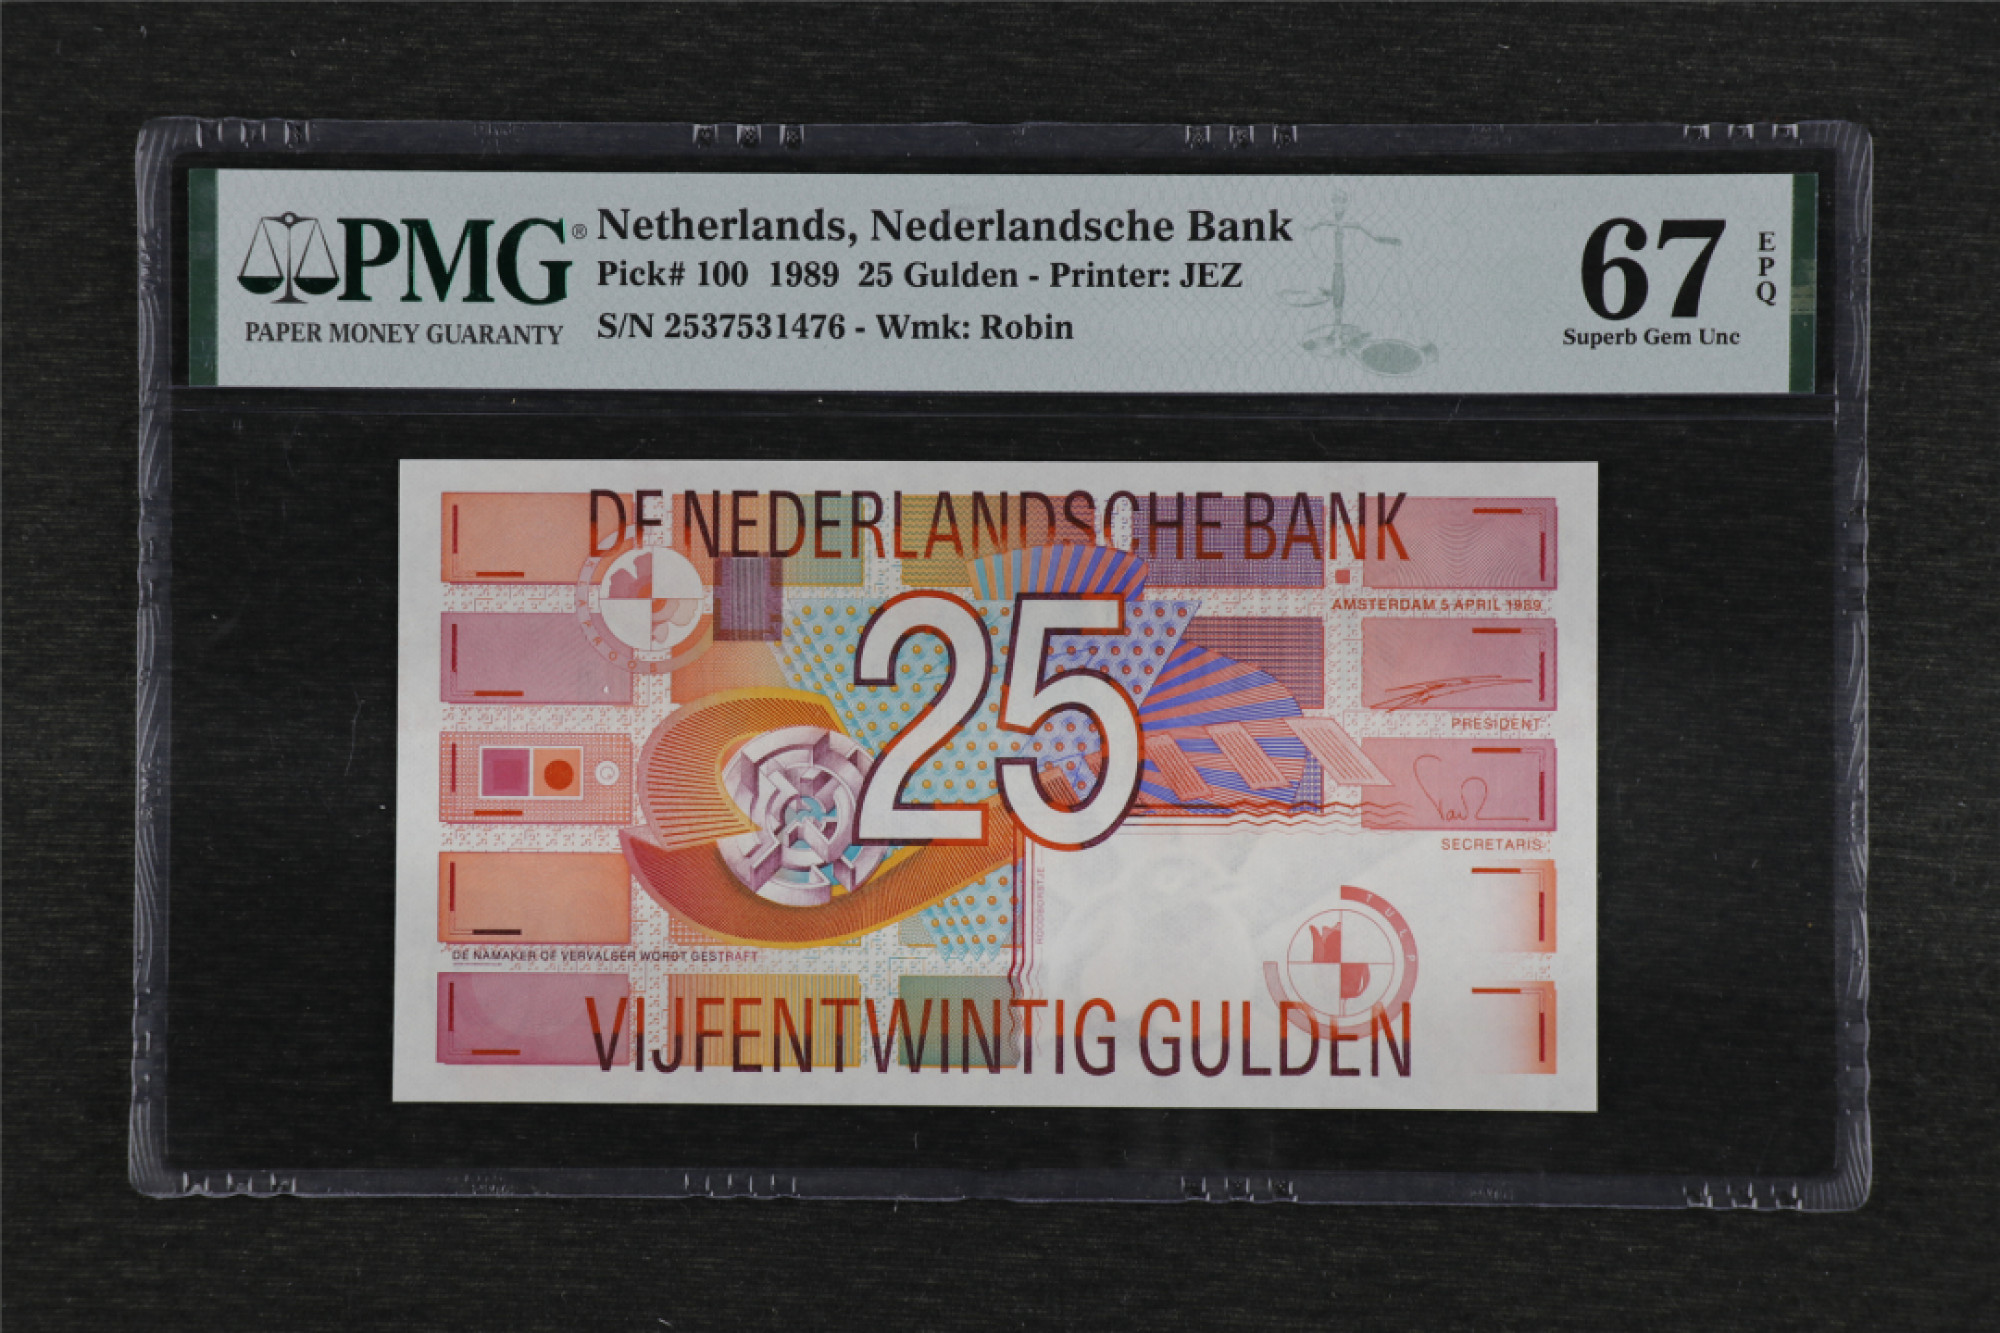 PMG®
PAPER MONEY GUARANTY
Netherlands, Nederlandsche Bank
Pick# 100 1989 25 Gulden - Printer: JEZ
S/N 2537531476 - Wmk: Robin
67
EPQ
Superb Gem Unc
DE NEDERLANDSCHE BANK
AMSTERDAM 5 APRIL 1989
25
PRESIDENT
SECRETARIS
ROODBORSTJE
TULP
DE NAMAKER OF VERVALSER WORDT GESTRAFT
VIJFENTWINTIG GULDEN